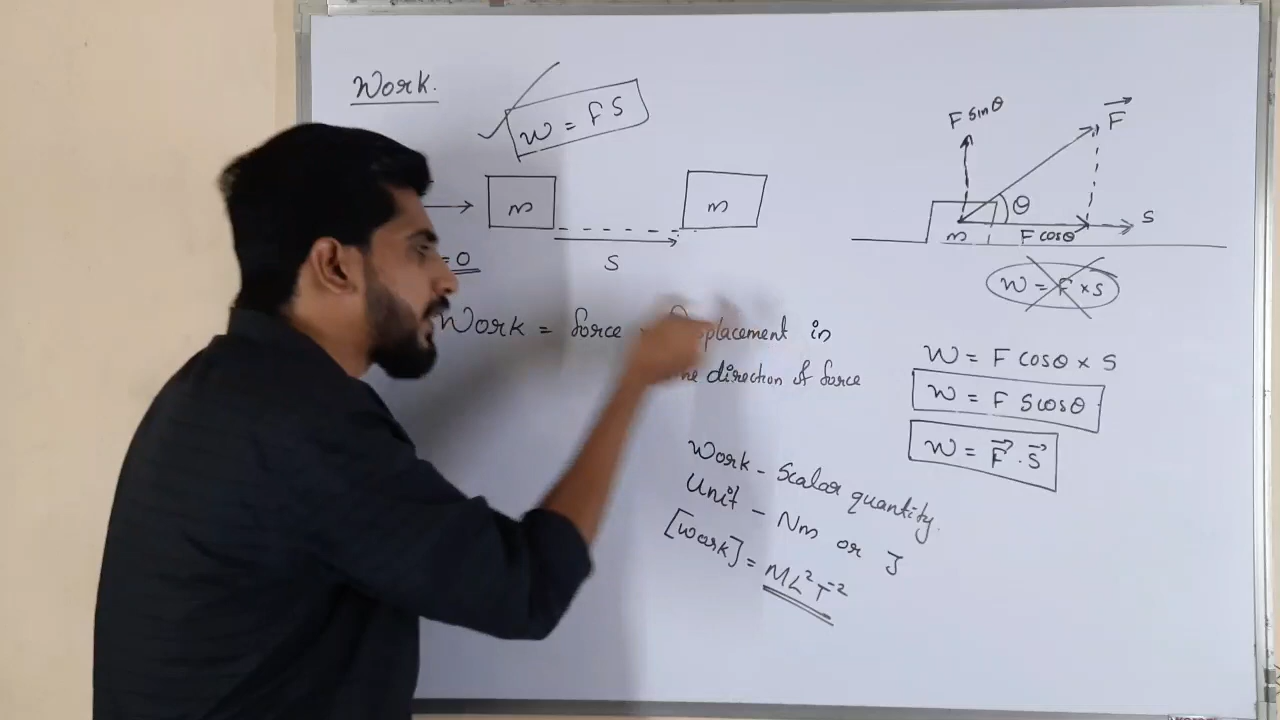 Work.
W = F S
m
m
= 0
S
Work = force × Displacement in
the direction of force
Work - Scalar quantity.
Unit - Nm or J
[work] = ML²T⁻²
F sinθ
F⃗
θ
S
m
F cosθ
W = F × S
W = F cosθ × S
W = F S cosθ
W = F⃗ . S⃗